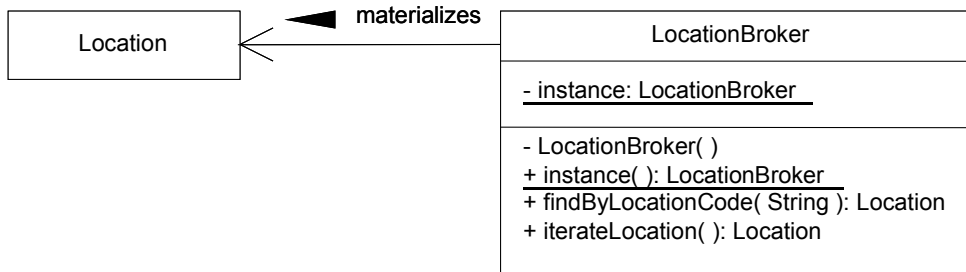 materializes
Location
LocationBroker
- instance: LocationBroker
- LocationBroker( )
+ instance( ): LocationBroker
+ findByLocationCode( String ): Location
+ iterateLocation( ): Location